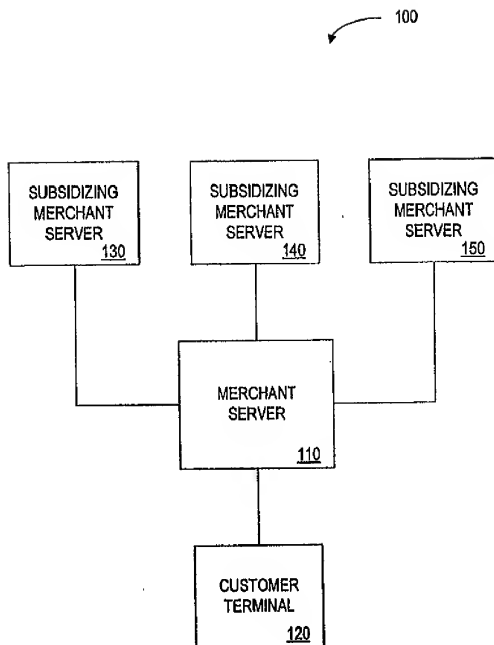 100
SUBSIDIZING
MERCHANT
SERVER
130
SUBSIDIZING
MERCHANT
SERVER
140
SUBSIDIZING
MERCHANT
SERVER
150
MERCHANT
SERVER
110
CUSTOMER
TERMINAL
120